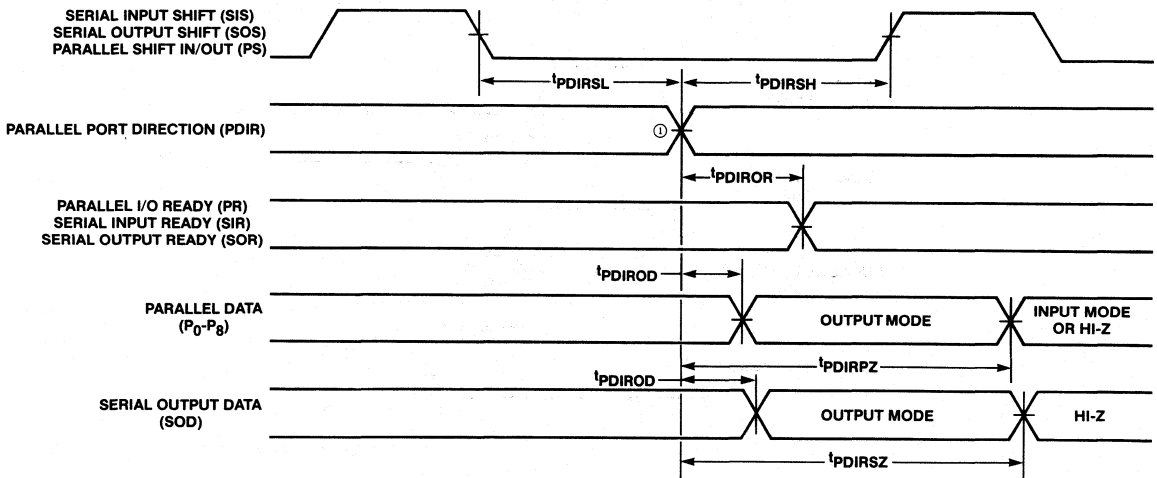 SERIAL INPUT SHIFT (SIS)
SERIAL OUTPUT SHIFT (SOS)
PARALLEL SHIFT IN/OUT (PS)
tPDIRSL
tPDIRSH
PARALLEL PORT DIRECTION (PDIR)
①
tPDIROR
PARALLEL I/O READY (PR)
SERIAL INPUT READY (SIR)
SERIAL OUTPUT READY (SOR)
tPDIROD
PARALLEL DATA
(P0-P8)
OUTPUT MODE
INPUT MODE
OR HI-Z
tPDIRPZ
tPDIROD
SERIAL OUTPUT DATA
(SOD)
OUTPUT MODE
HI-Z
tPDIRSZ